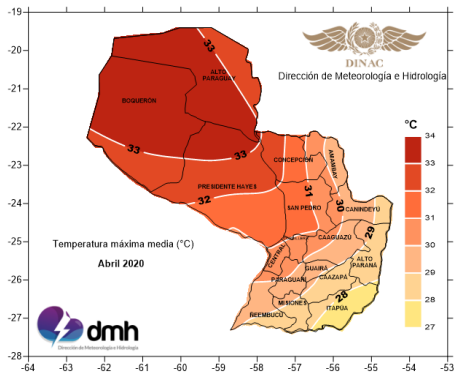 -19
-20
-21
-22
-23
-24
-25
-26
-27
-28
-64
-63
-62
-61
-60
-59
-58
-57
-56
-55
-54
-53
DINAC
Dirección de Meteorología e Hidrología
°C
34
33
32
31
30
29
28
27
33
ALTO
PARAGUAY
BOQUERÓN
33
33
CONCEPCIÓN
AMAMBAY
PRESIDENTE HAYES
32
31
30
SAN PEDRO
CANINDEYÚ
29
CAAGUAZÚ
CENTRAL
GUAIRÁ
ALTO
PARANÁ
CAAZAPÁ
PARAGUARÍ
28
MISIONES
ITAPÚA
ÑEEMBUCÚ
Temperatura máxima media (°C)
Abril 2020
dmh
Dirección de Meteorología e Hidrología